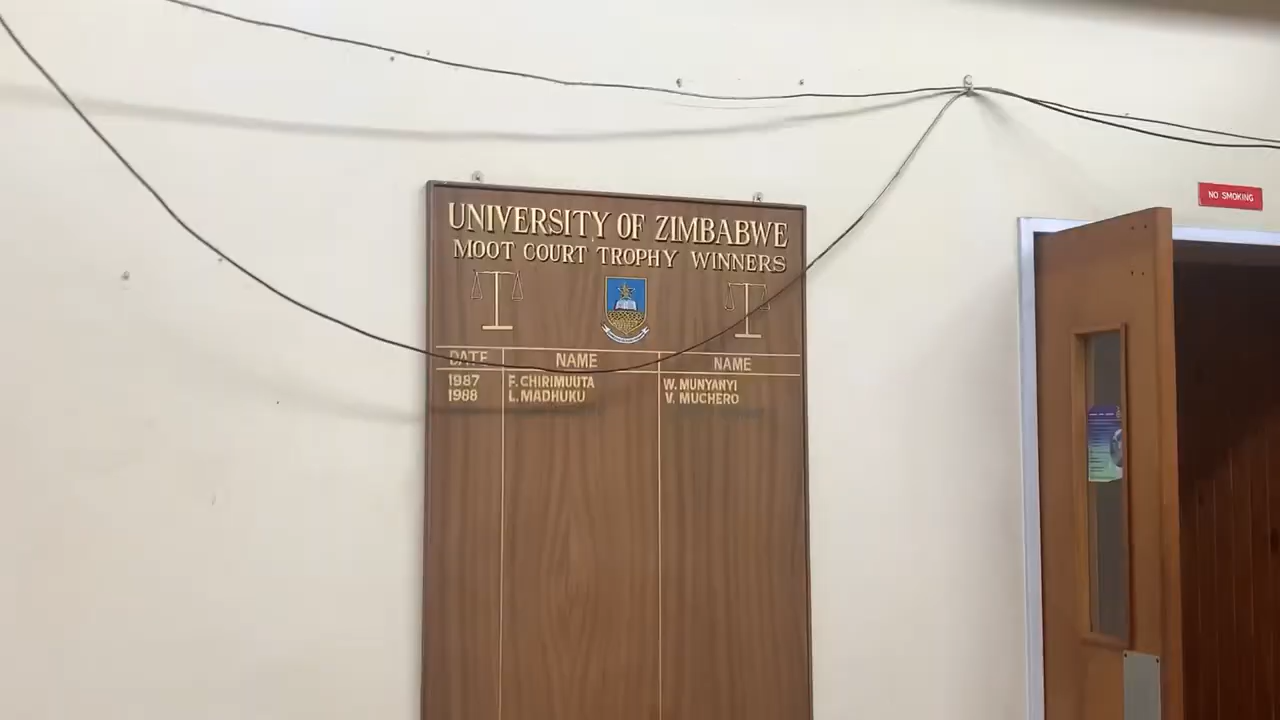 UNIVERSITY OF ZIMBABWE
MOOT COURT TROPHY WINNERS
DATE NAME NAME
1987 F. CHIRIMUUTA W. MUNYANYI
1988 L. MADHUKU V. MUCHERO
NO SMOKING